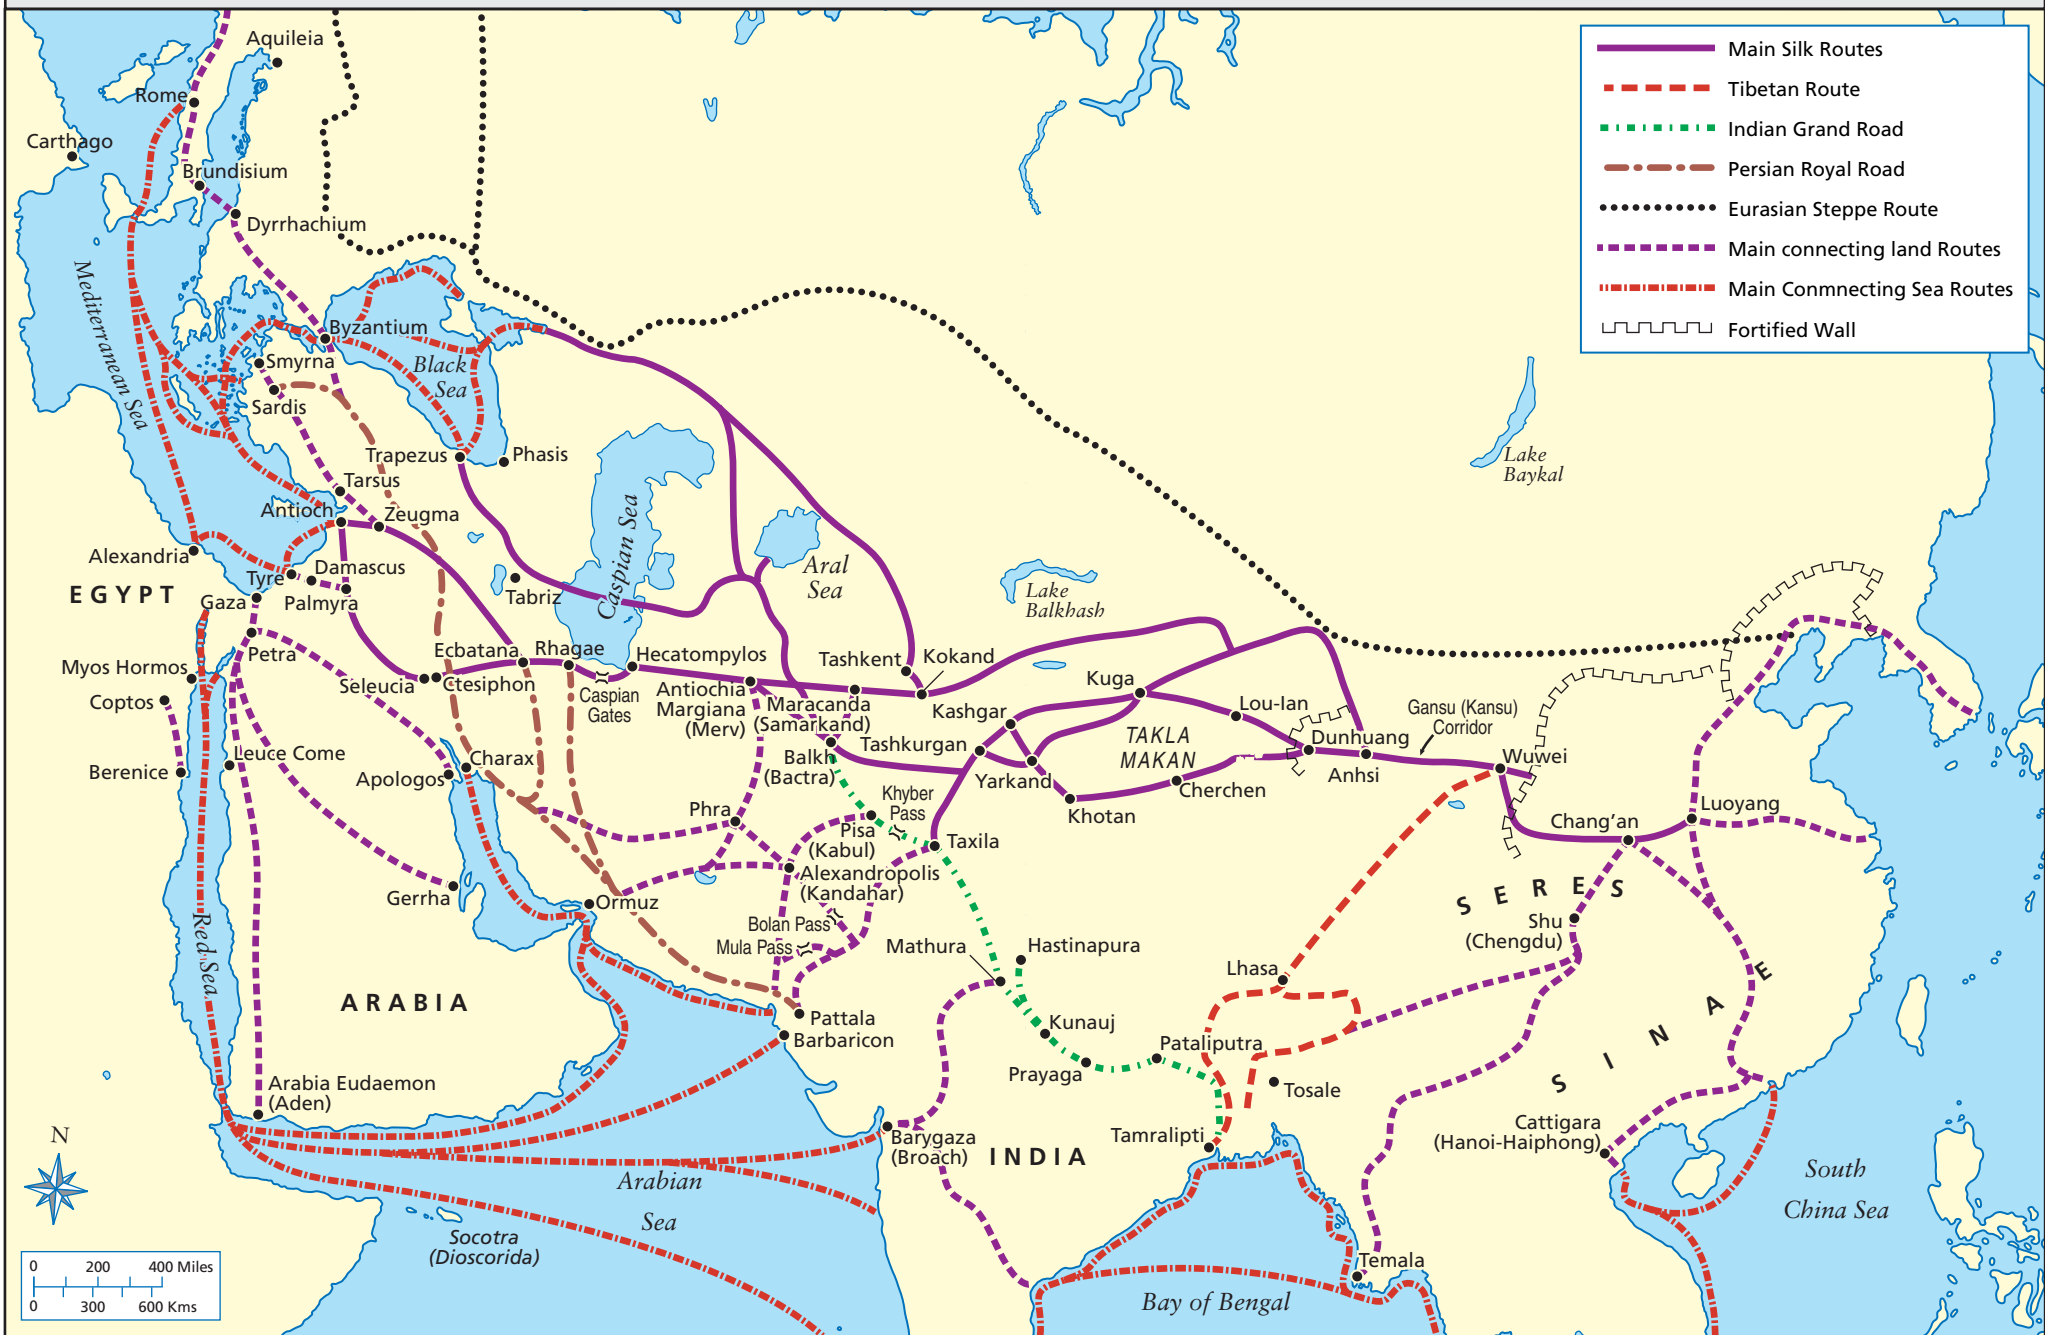 Main Silk Routes
Tibetan Route
Indian Grand Road
Persian Royal Road
Eurasian Steppe Route
Main connecting land Routes
Main Conmnecting Sea Routes
Fortified Wall
Aquileia
Rome
Carthago
Brundisium
Dyrrhachium
Mediterranean Sea
Byzantium
Smyrna
Black
Sea
Sardis
Trapezus
Phasis
Lake
Baykal
Tarsus
Antioch
Zeugma
Caspian Sea
Alexandria
Aral
Sea
Damascus
Tyre
EGYPT
Gaza
Palmyra
Tabriz
Lake
Balkhash
Petra
Ecbatana
Rhagae
Hecatompylos
Tashkent
Kokand
Myos Hormos
Seleucia
Ctesiphon
Caspian
Gates
Antiochia
Margiana
(Merv)
Maracanda
(Samarkand)
Kuga
Coptos
Kashgar
Lou-lan
Gansu (Kansu)
Corridor
Tashkurgan
TAKLA
MAKAN
Dunhuang
Leuce Come
Charax
Balkh
(Bactra)
Wuwei
Berenice
Apologos
Yarkand
Anhsi
Cherchen
Khyber
Pass
Phra
Khotan
Luoyang
Pisa
(Kabul)
Taxila
Chang'an
Alexandropolis
(Kandahar)
Gerrha
Ormuz
SERES
Shu
(Chengdu)
Bolan Pass
Mula Pass
Mathura
Hastinapura
Red Sea
Lhasa
ARABIA
SINAE
Pattala
Barbaricon
Kunauj
Pataliputra
Prayaga
Tosale
Arabia Eudaemon
(Aden)
Cattigara
(Hanoi-Haiphong)
Tamralipti
Barygaza
(Broach)
INDIA
N
Arabian
Sea
South
China Sea
Socotra
(Dioscorida)
Temala
Bay of Bengal
0 200 400 Miles
0 300 600 Kms